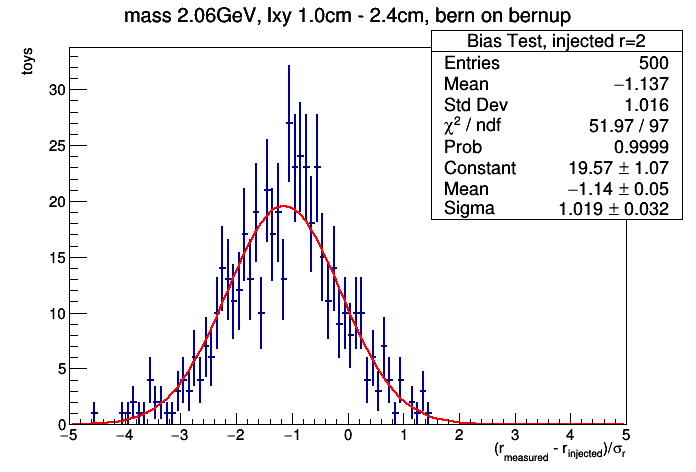 mass 2.06GeV, lxy 1.0cm - 2.4cm, bern on bernup
toys
Bias Test, injected r=2
Entries 500
Mean −1.137
Std Dev 1.016
χ² / ndf 51.97 / 97
Prob 0.9999
Constant 19.57 ± 1.07
Mean −1.14 ± 0.05
Sigma 1.019 ± 0.032
30
25
20
15
10
5
0
−5 −4 −3 −2 −1 0 1 2 3 4 5
(r_measured - r_injected)/σ_r